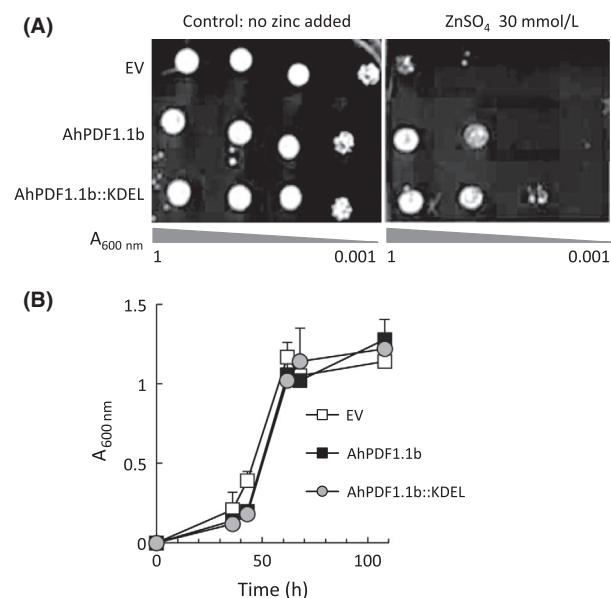 (A)
Control: no zinc added
ZnSO4 30 mmol/L
EV
AhPDF1.1b
AhPDF1.1b::KDEL
A600 nm
1
0.001
1
0.001
(B)
1.5
1
0.5
0
A600 nm
EV
AhPDF1.1b
AhPDF1.1b::KDEL
0
50
100
Time (h)